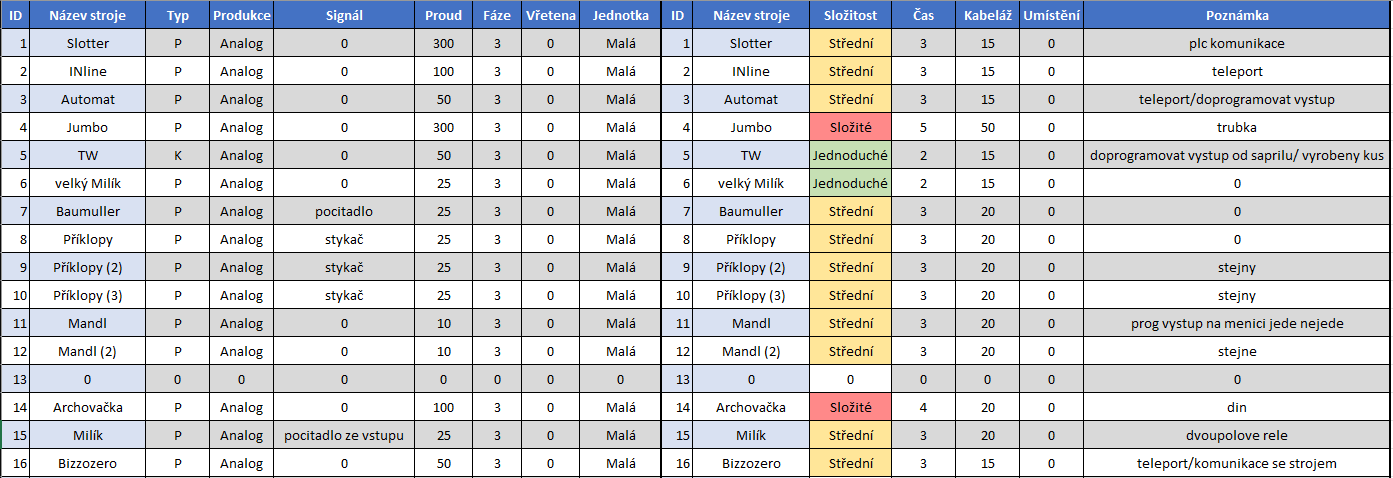 ID Název stroje Typ Produkce Signál Proud Fáze Vřetena Jednotka ID Název stroje Složitost Čas Kabeláž Umístění Poznámka
1 Slotter P Analog 0 300 3 0 Malá 1 Slotter Střední 3 15 0 plc komunikace
2 INline P Analog 0 100 3 0 Malá 2 INline Střední 3 15 0 teleport
3 Automat P Analog 0 50 3 0 Malá 3 Automat Střední 3 15 0 teleport/doprogramovat vystup
4 Jumbo P Analog 0 300 3 0 Malá 4 Jumbo Složité 5 50 0 trubka
5 TW K Analog 0 50 3 0 Malá 5 TW Jednoduché 2 15 0 doprogramovat vystup od saprilu/ vyrobeny kus
6 velký Milík P Analog 0 25 3 0 Malá 6 velký Milík Jednoduché 2 15 0 0
7 Baumuller P Analog pocitadlo 25 3 0 Malá 7 Baumuller Střední 3 20 0 0
8 Příklopy P Analog stykač 25 3 0 Malá 8 Příklopy Střední 3 20 0 0
9 Příklopy (2) P Analog stykač 25 3 0 Malá 9 Příklopy (2) Střední 3 20 0 stejny
10 Příklopy (3) P Analog stykač 25 3 0 Malá 10 Příklopy (3) Střední 3 20 0 stejny
11 Mandl P Analog 0 10 3 0 Malá 11 Mandl Střední 3 20 0 prog vystup na menici jede nejede
12 Mandl (2) P Analog 0 10 3 0 Malá 12 Mandl (2) Střední 3 20 0 stejne
13 0 0 0 0 0 0 0 0 13 0 0 0 0 0 0
14 Archovačka P Analog 0 100 3 0 Malá 14 Archovačka Složité 4 20 0 din
15 Milík P Analog pocitadlo ze vstupu 25 3 0 Malá 15 Milík Střední 3 20 0 dvoupolove rele
16 Bizzozero P Analog 0 50 3 0 Malá 16 Bizzozero Střední 3 15 0 teleport/komunikace se strojem